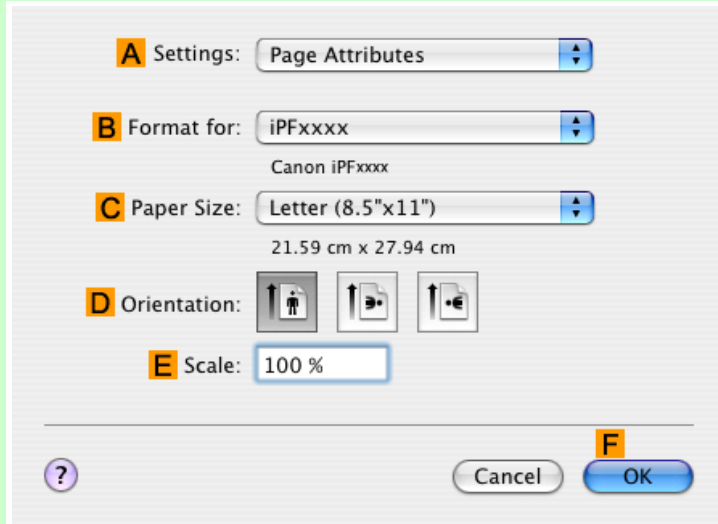 A Settings: Page Attributes
B Format for: iPFxxxx
Canon iPFxxxx
C Paper Size: Letter (8.5"x11")
21.59 cm x 27.94 cm
D Orientation:
E Scale: 100 %
F
? Cancel OK